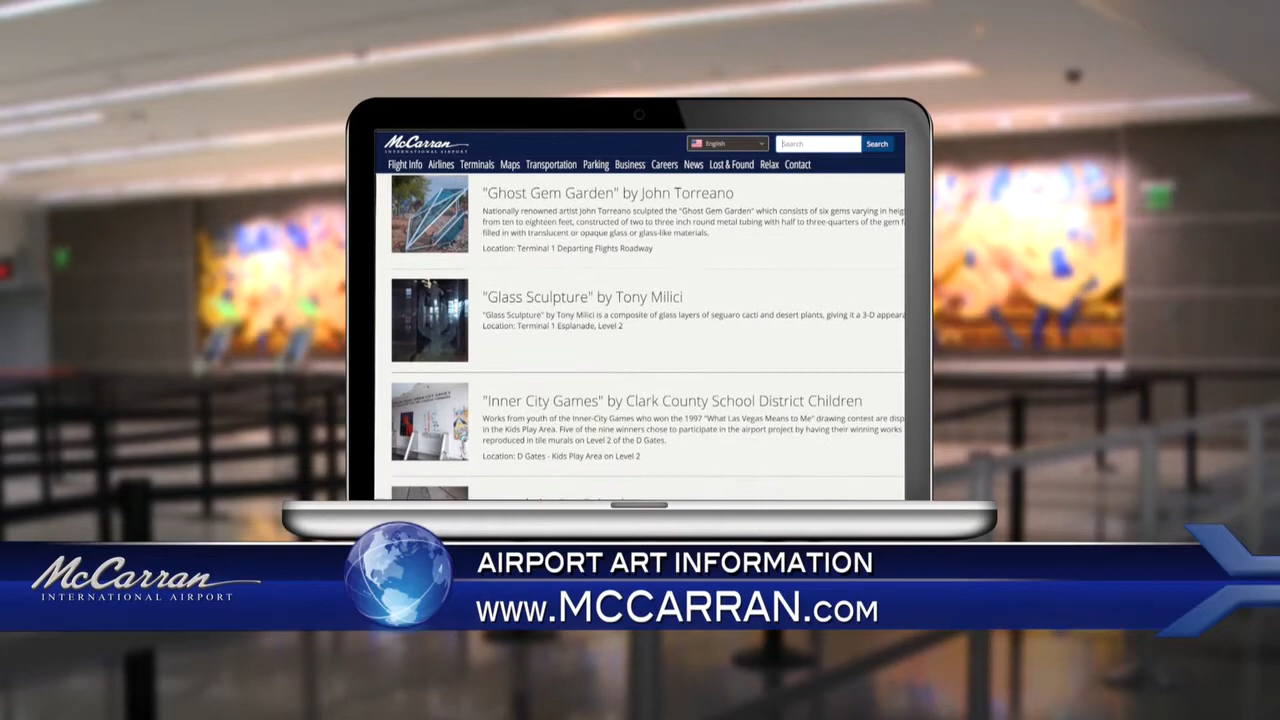 McCarran
INTERNATIONAL AIRPORT
English
Search
Search
Flight Info Airlines Terminals Maps Transportation Parking Business Careers News Lost & Found Relax Contact
"Ghost Gem Garden" by John Torreano
Nationally renowned artist John Torreano sculpted the "Ghost Gem Garden" which consists of six gems varying in heig
from ten to eighteen feet, constructed of two to three inch round metal tubing with half to three-quarters of the gem f
filled in with translucent or opaque glass or glass-like materials.
Location: Terminal 1 Departing Flights Roadway
"Glass Sculpture" by Tony Milici
"Glass Sculpture" by Tony Milici is a composite of glass layers of seguaro cacti and desert plants, giving it a 3-D appeara
Location: Terminal 1 Esplanade, Level 2
"Inner City Games" by Clark County School District Children
Works from youth of the Inner-City Games who won the 1997 "What Las Vegas Means to Me" drawing contest are disp
in the Kids Play Area. Five of the nine winners chose to participate in the airport project by having their winning works
reproduced in tile murals on Level 2 of the D Gates.
Location: D Gates - Kids Play Area on Level 2
McCarran
INTERNATIONAL AIRPORT
AIRPORT ART INFORMATION
WWW.MCCARRAN.COM